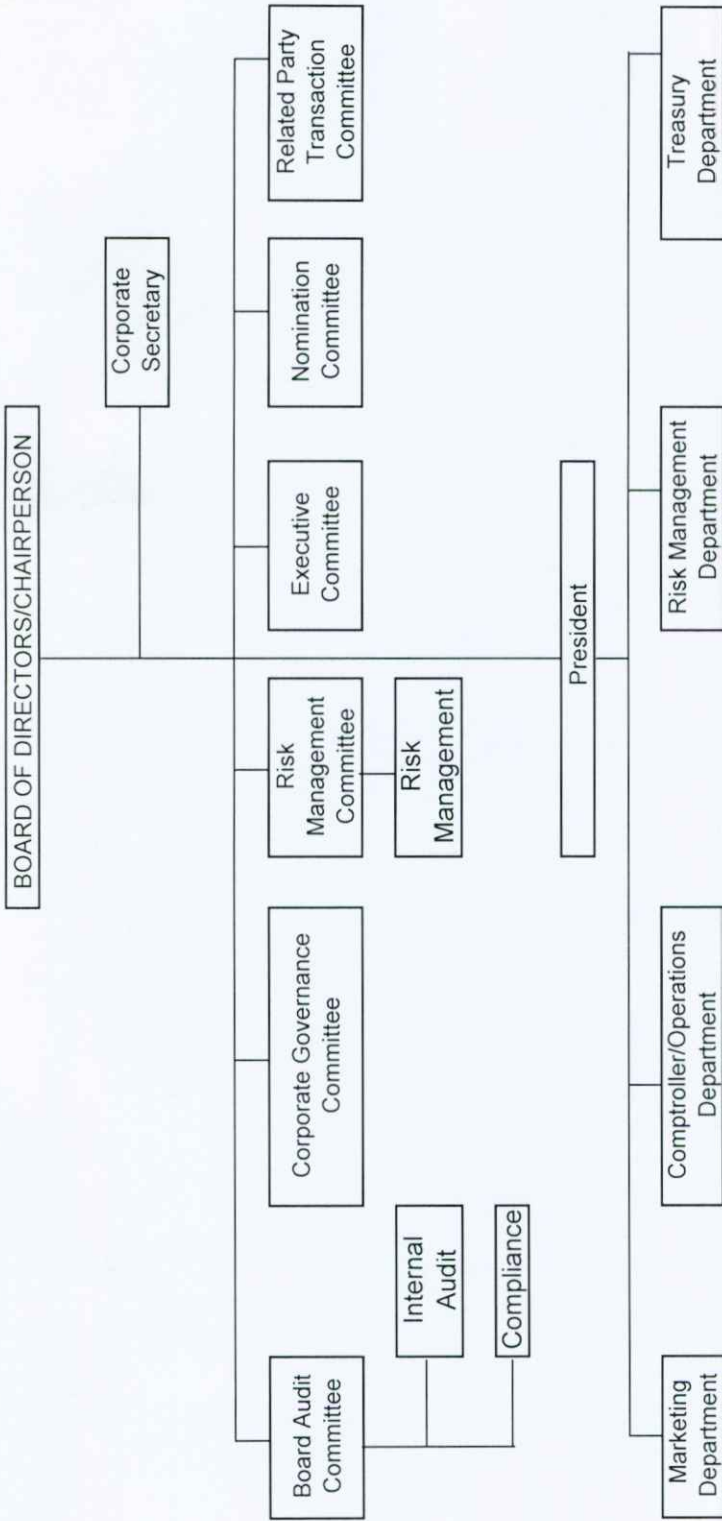 BOARD OF DIRECTORS/CHAIRPERSON
Corporate
Secretary
Board Audit
Committee
Corporate Governance
Committee
Risk
Management
Committee
Executive
Committee
Nomination
Committee
Related Party
Transaction
Committee
Internal
Audit
Compliance
Risk
Management
President
Marketing
Department
Comptroller/Operations
Department
Risk Management
Department
Treasury
Department